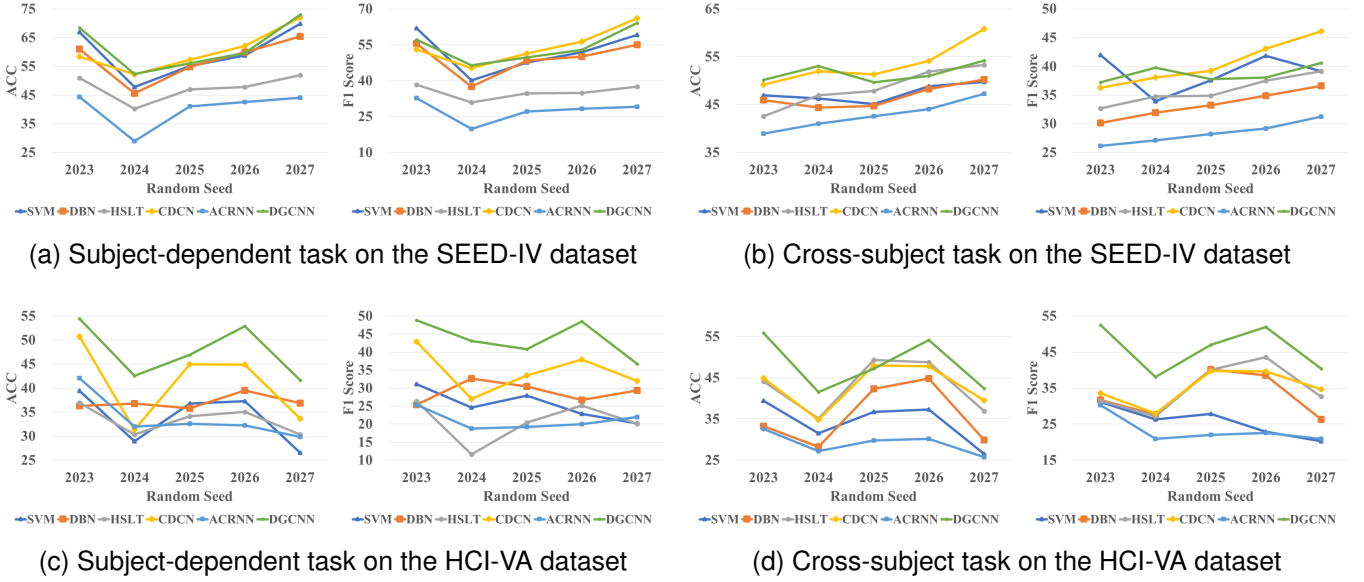 75
65
55
45
35
25
ACC
2023 2024 2025 2026 2027
Random Seed
SVM DBN HSLT CDCN ACRNN DGCNN
70
55
40
25
10
F1 Score
2023 2024 2025 2026 2027
Random Seed
SVM DBN HSLT CDCN ACRNN DGCNN
(a) Subject-dependent task on the SEED-IV dataset
65
55
45
35
ACC
2023 2024 2025 2026 2027
Random Seed
SVM DBN HSLT CDCN ACRNN DGCNN
50
45
40
35
30
25
F1 Score
2023 2024 2025 2026 2027
Random Seed
SVM DBN HSLT CDCN ACRNN DGCNN
(b) Cross-subject task on the SEED-IV dataset
55
50
45
40
35
30
25
ACC
2023 2024 2025 2026 2027
Random Seed
SVM DBN HSLT CDCN ACRNN DGCNN
50
45
40
35
30
25
20
15
10
F1 Score
2023 2024 2025 2026 2027
Random Seed
SVM DBN HSLT CDCN ACRNN DGCNN
(c) Subject-dependent task on the HCI-VA dataset
55
45
35
25
ACC
2023 2024 2025 2026 2027
Random Seed
SVM DBN HSLT CDCN ACRNN DGCNN
55
45
35
25
15
F1 Score
2023 2024 2025 2026 2027
Random Seed
SVM DBN HSLT CDCN ACRNN DGCNN
(d) Cross-subject task on the HCI-VA dataset